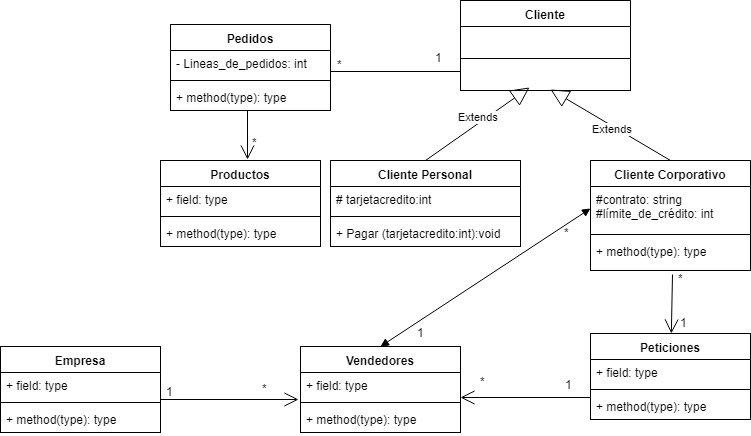 Cliente
Pedidos
- Lineas_de_pedidos: int
+ method(type): type
*
1
Extends
Extends
*
Productos
+ field: type
+ method(type): type
Cliente Personal
# tarjetacredito:int
+ Pagar (tarjetacredito:int):void
Cliente Corporativo
#contrato: string
#límite_de_crédito: int
+ method(type): type
*
*
1
1
Empresa
+ field: type
+ method(type): type
1
*
Vendedores
+ field: type
+ method(type): type
*
1
Peticiones
+ field: type
+ method(type): type